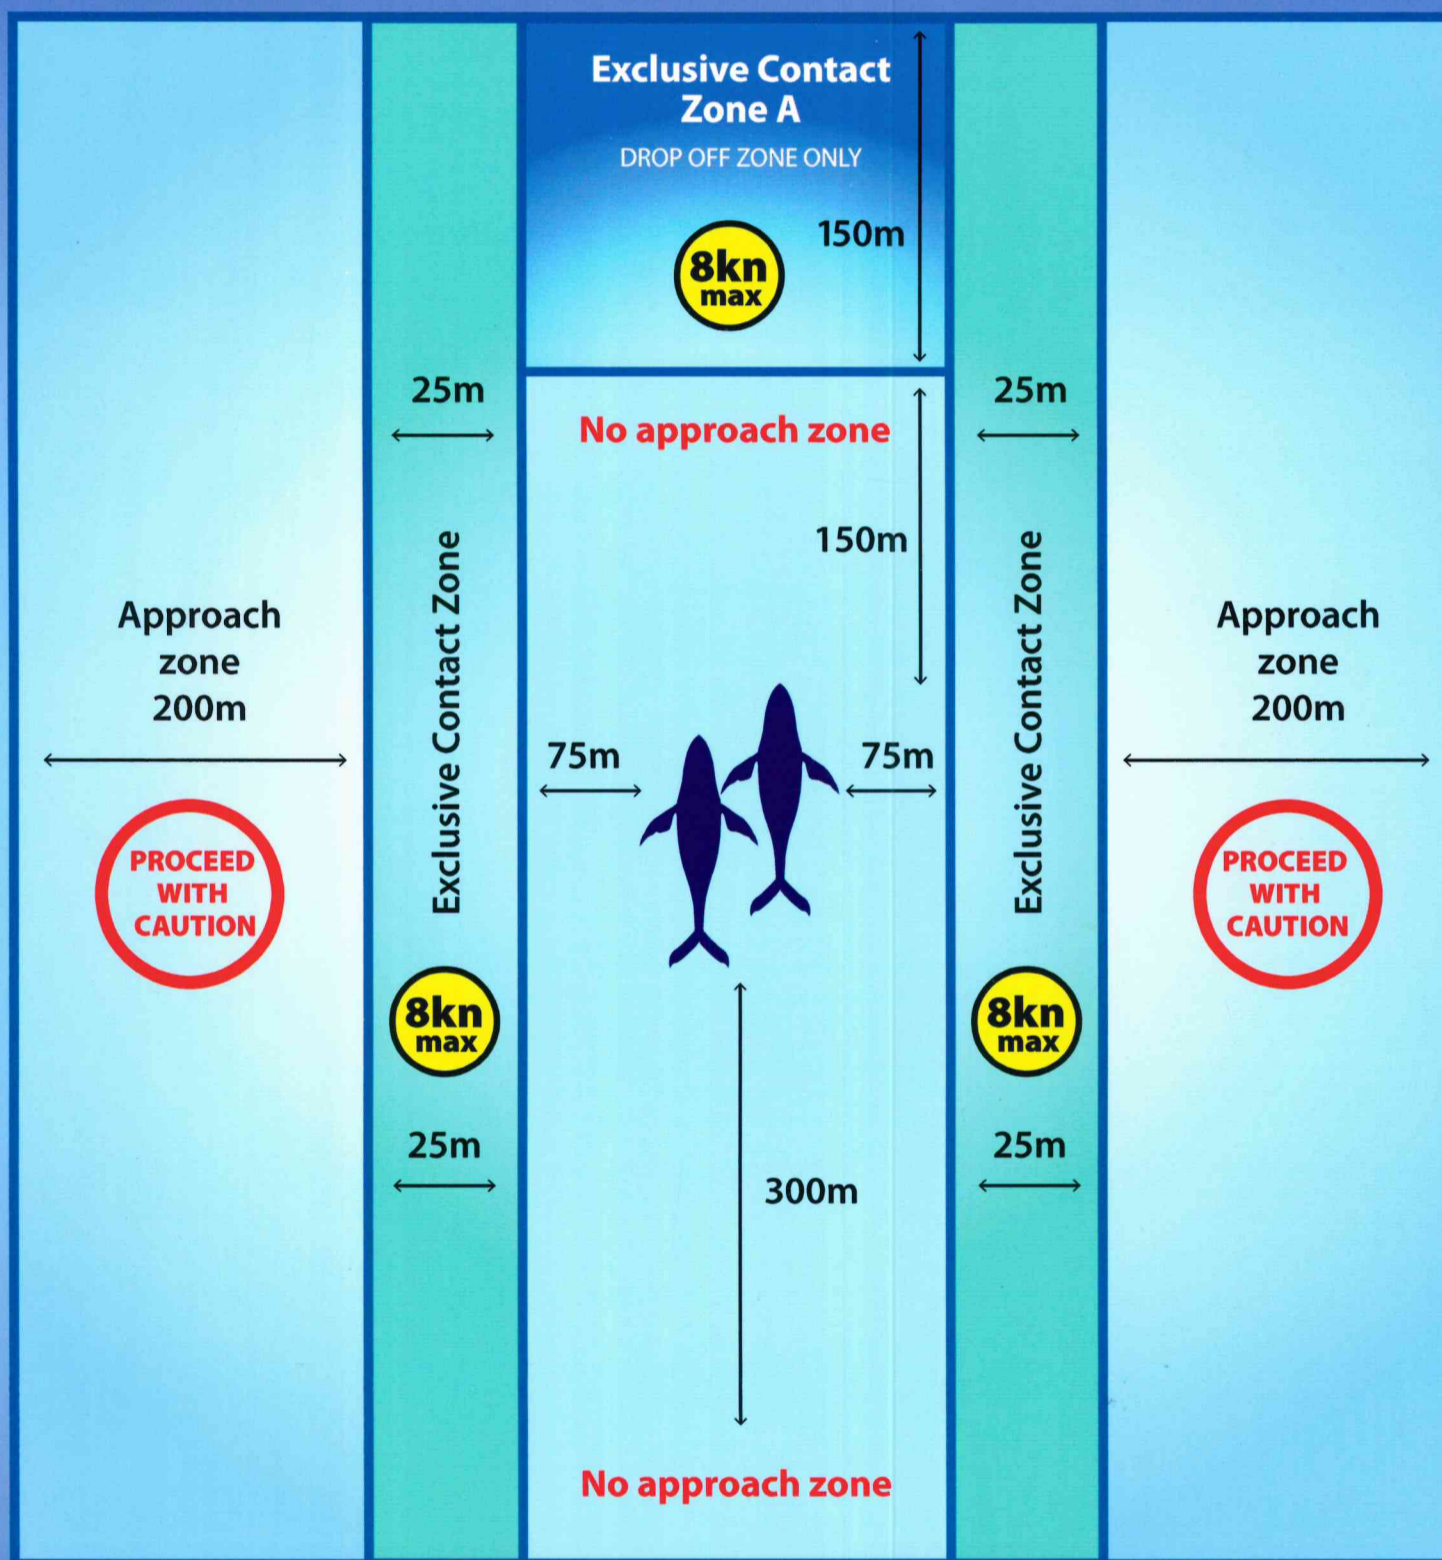 Exclusive Contact
Zone A
DROP OFF ZONE ONLY
150m
8kn
max
25m
25m
No approach zone
150m
Exclusive Contact Zone
Exclusive Contact Zone
Approach
zone
200m
Approach
zone
200m
75m
75m
PROCEED
WITH
CAUTION
PROCEED
WITH
CAUTION
8kn
max
8kn
max
25m
25m
300m
No approach zone